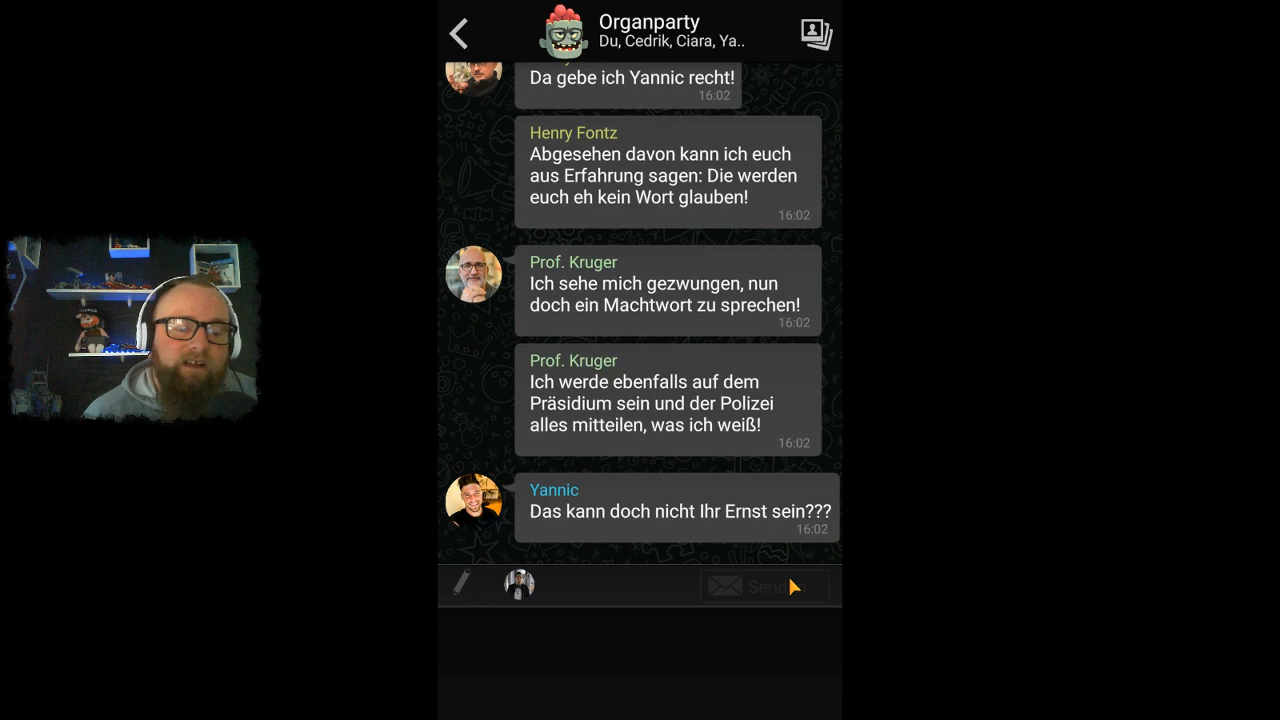 Organparty
Du, Cedrik, Ciara, Ya..
Da gebe ich Yannic recht!
16:02
Henry Fontz
Abgesehen davon kann ich euch
aus Erfahrung sagen: Die werden
euch eh kein Wort glauben!
16:02
Prof. Kruger
Ich sehe mich gezwungen, nun
doch ein Machtwort zu sprechen!
16:02
Prof. Kruger
Ich werde ebenfalls auf dem
Präsidium sein und der Polizei
alles mitteilen, was ich weiß!
16:02
Yannic
Das kann doch nicht Ihr Ernst sein???
16:02